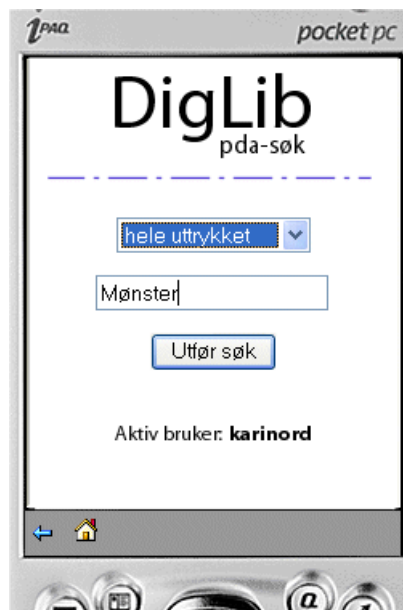 iPAQ pocket pc
DigLib
pda-søk
hele uttrykket
Mønster
Utfør søk
Aktiv bruker: karinord